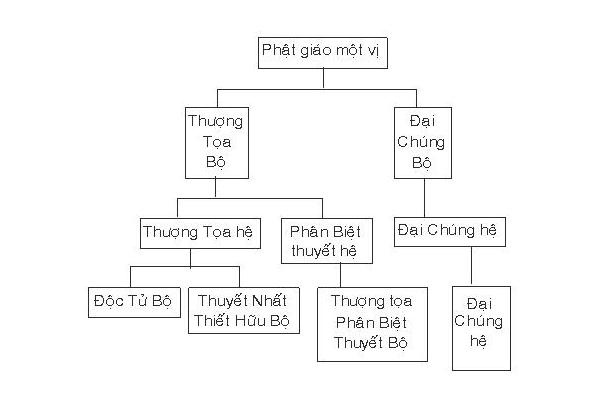 Phật giáo một vị
Thượng
Tọa
Bộ
Đại
Chúng
Bộ
Thượng Tọa hệ
Phân Biệt
thuyết hệ
Đại Chúng hệ
Độc Tử Bộ
Thuyết Nhất
Thiết Hữu Bộ
Thượng tọa
Phân Biệt
Thuyết Bộ
Đại
Chúng
hệ